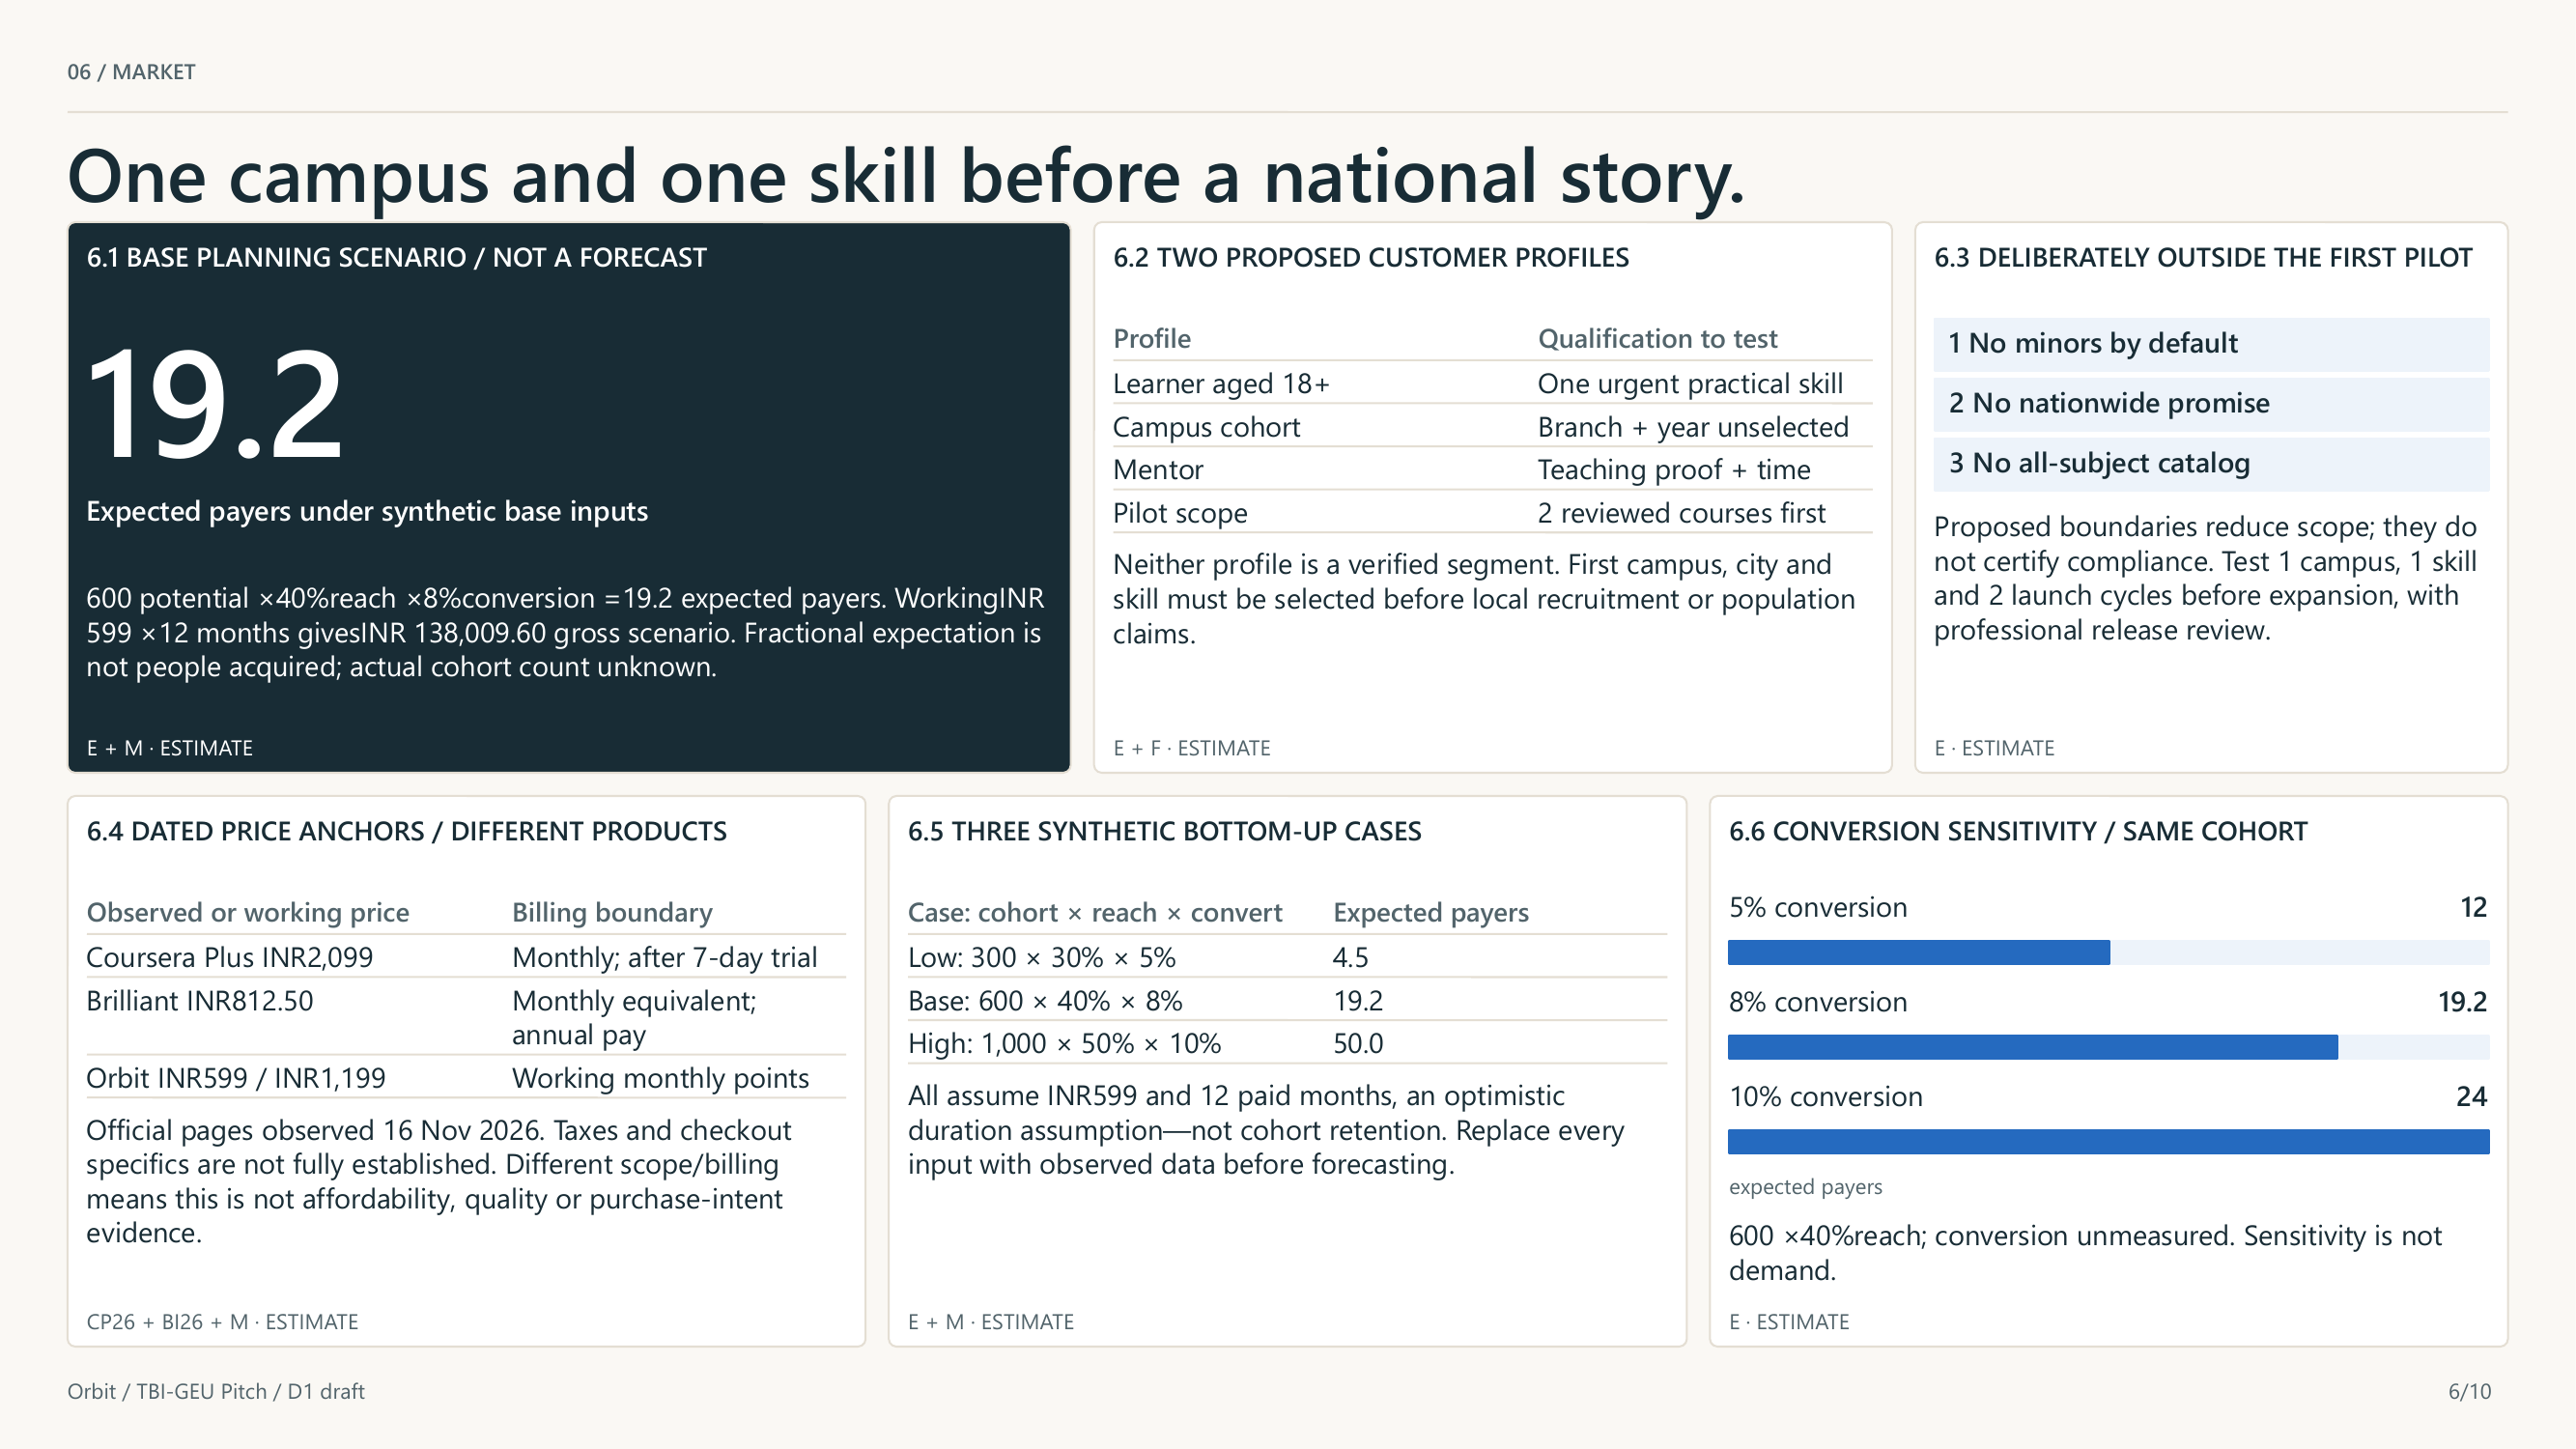 06 / MARKET
One campus and one skill before a national story.
6.1 BASE PLANNING SCENARIO / NOT A FORECAST
19.2
Expected payers under synthetic base inputs
600 potential ×40%reach ×8%conversion =19.2 expected payers. WorkingINR
599 ×12 months givesINR 138,009.60 gross scenario. Fractional expectation is
not people acquired; actual cohort count unknown.
E + M · ESTIMATE
6.2 TWO PROPOSED CUSTOMER PROFILES
Profile Qualification to test
Learner aged 18+ One urgent practical skill
Campus cohort Branch + year unselected
Mentor Teaching proof + time
Pilot scope 2 reviewed courses first
Neither profile is a verified segment. First campus, city and
skill must be selected before local recruitment or population
claims.
E + F · ESTIMATE
6.3 DELIBERATELY OUTSIDE THE FIRST PILOT
1 No minors by default
2 No nationwide promise
3 No all-subject catalog
Proposed boundaries reduce scope; they do
not certify compliance. Test 1 campus, 1 skill
and 2 launch cycles before expansion, with
professional release review.
E · ESTIMATE
6.4 DATED PRICE ANCHORS / DIFFERENT PRODUCTS
Observed or working price Billing boundary
Coursera Plus INR2,099 Monthly; after 7-day trial
Brilliant INR812.50 Monthly equivalent;
annual pay
Orbit INR599 / INR1,199 Working monthly points
Official pages observed 16 Nov 2026. Taxes and checkout
specifics are not fully established. Different scope/billing
means this is not affordability, quality or purchase-intent
evidence.
CP26 + BI26 + M · ESTIMATE
6.5 THREE SYNTHETIC BOTTOM-UP CASES
Case: cohort × reach × convert Expected payers
Low: 300 × 30% × 5% 4.5
Base: 600 × 40% × 8% 19.2
High: 1,000 × 50% × 10% 50.0
All assume INR599 and 12 paid months, an optimistic
duration assumption—not cohort retention. Replace every
input with observed data before forecasting.
E + M · ESTIMATE
6.6 CONVERSION SENSITIVITY / SAME COHORT
5% conversion 12
8% conversion 19.2
10% conversion 24
expected payers
600 ×40%reach; conversion unmeasured. Sensitivity is not
demand.
E · ESTIMATE
Orbit / TBI-GEU Pitch / D1 draft
6/10